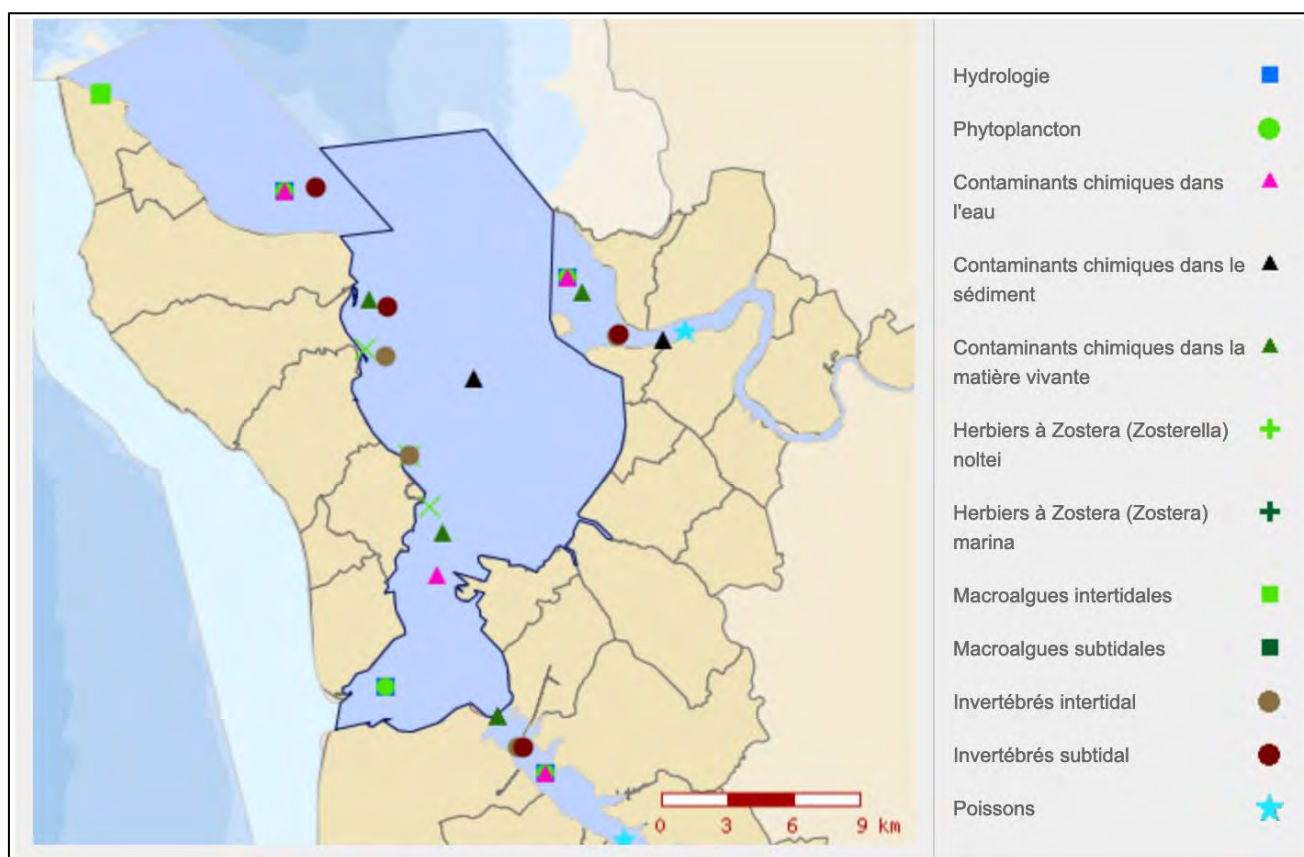 Hydrologie
Phytoplancton
Contaminants chimiques dans
l'eau
Contaminants chimiques dans le
sédiment
Contaminants chimiques dans la
matière vivante
Herbiers à Zostera (Zosterella)
noltei
Herbiers à Zostera (Zostera)
marina
Macroalgues intertidales
Macroalgues subtidales
Invertébrés intertidal
Invertébrés subtidal
Poissons
0 3 6 9 km